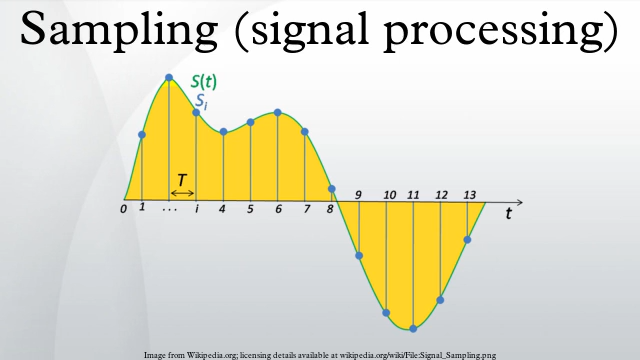 Sampling (signal processing)
S(t)
Si
T
0 1 ... i 4 5 6 7 8 9 10 11 12 13
t
Image from Wikipedia.org; licensing details available at wikipedia.org/wiki/File:Signal_Sampling.png